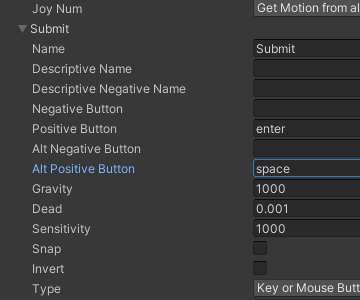 Joy Num Get Motion from al
Submit
Name Submit
Descriptive Name
Descriptive Negative Name
Negative Button
Positive Button enter
Alt Negative Button
Alt Positive Button space
Gravity 1000
Dead 0.001
Sensitivity 1000
Snap
Invert
Type Key or Mouse Butt